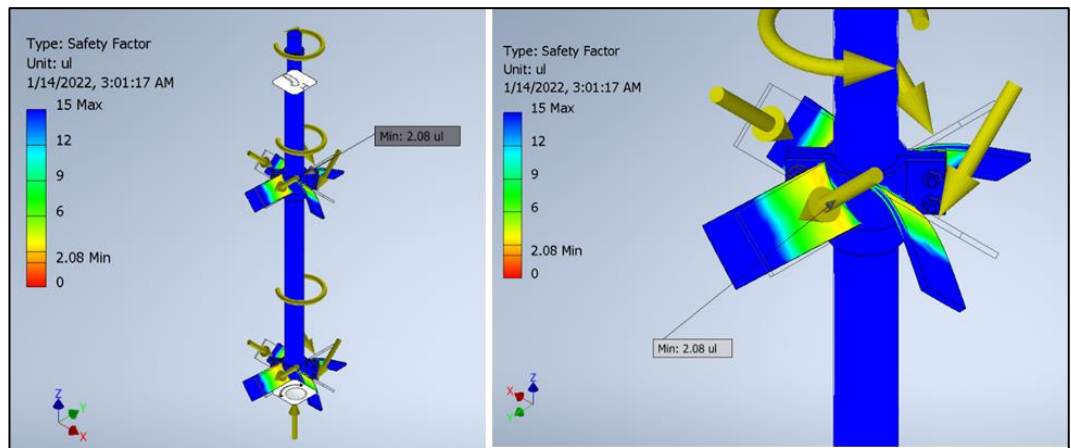 Type: Safety Factor
Unit: ul
1/14/2022, 3:01:17 AM
15 Max
12
9
6
2.08 Min
0
Min: 2.08 ul
Z
Y
X
Type: Safety Factor
Unit: ul
1/14/2022, 3:01:17 AM
15 Max
12
9
6
2.08 Min
0
Min: 2.08 ul
X
Z
Y